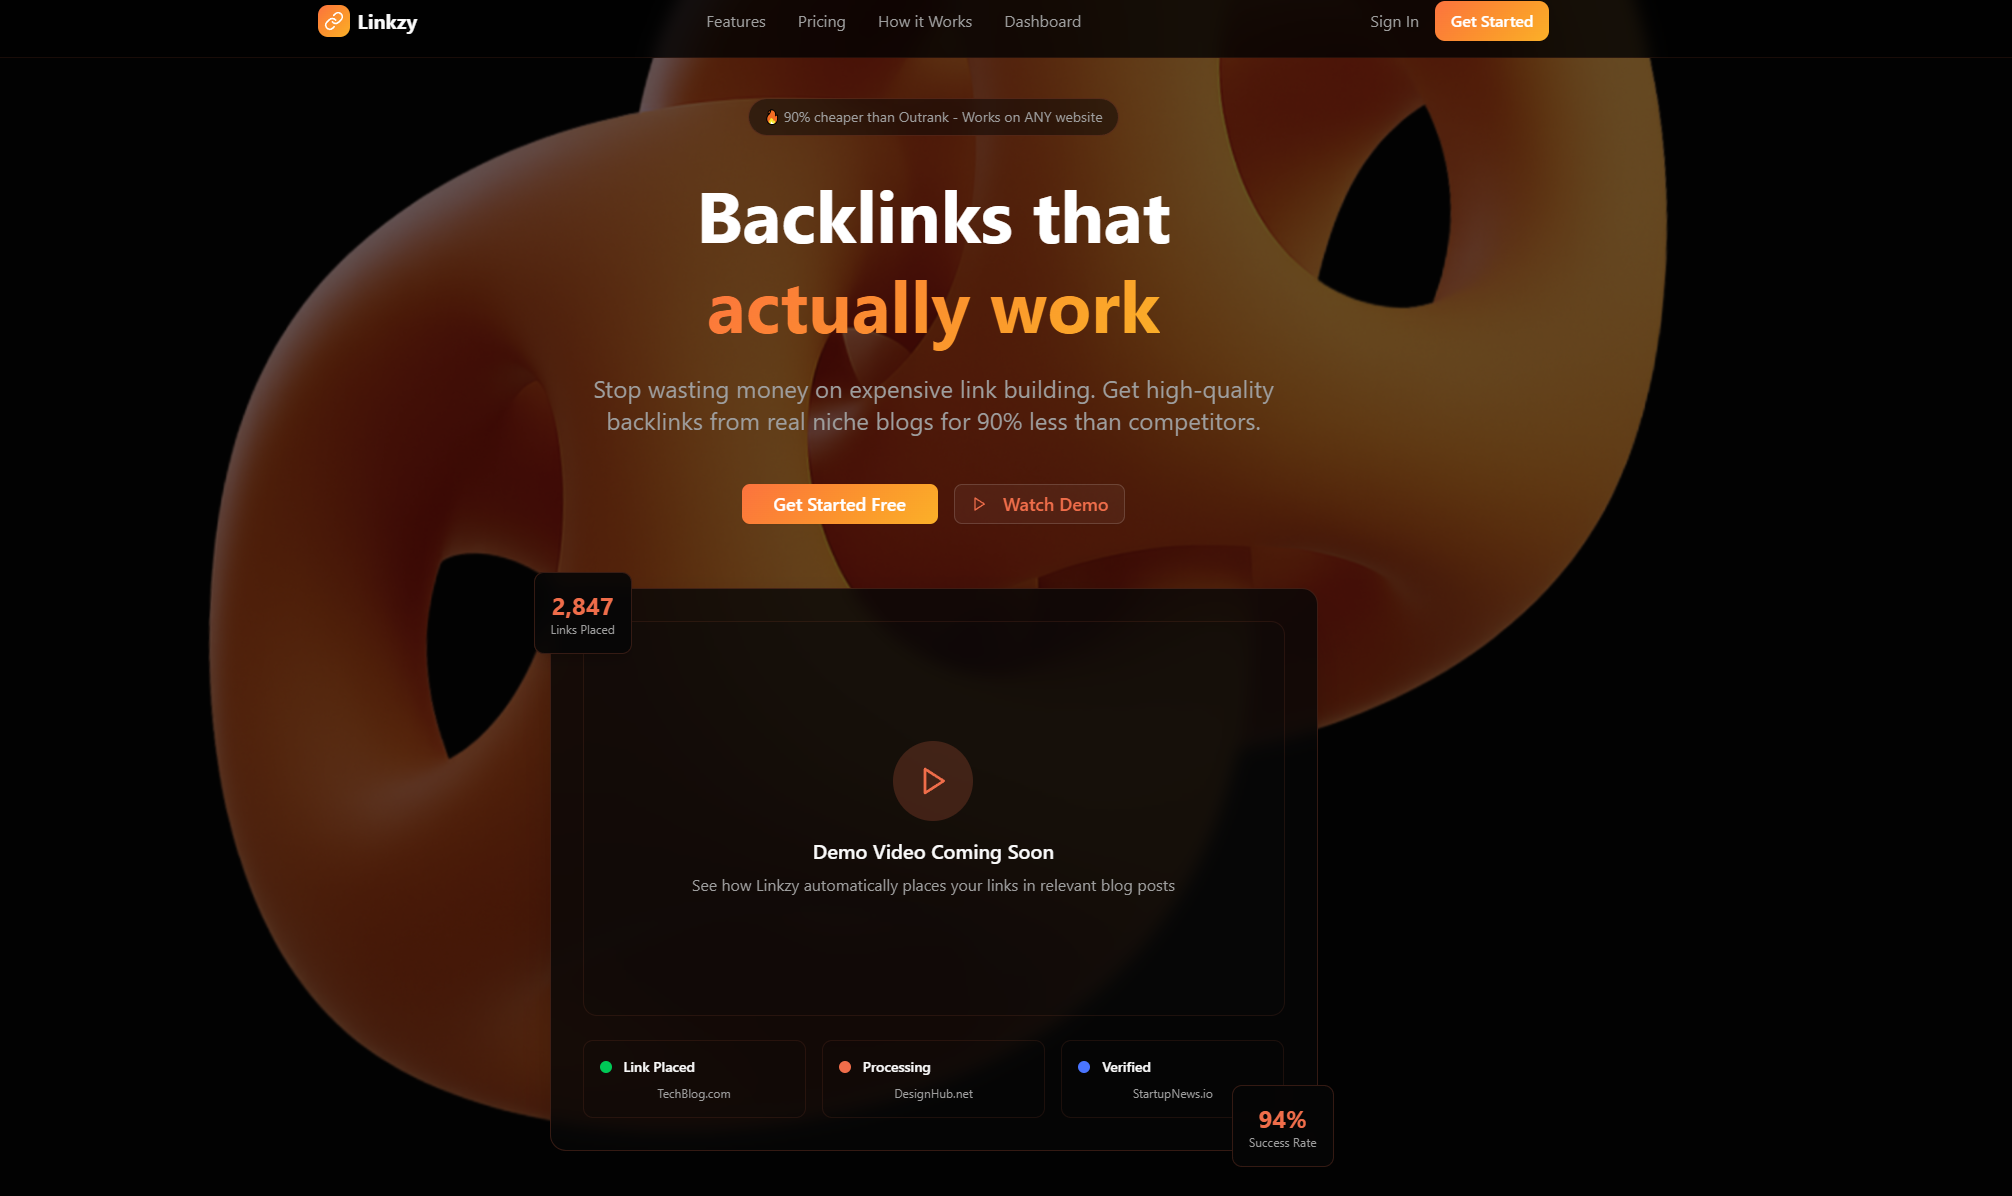 Linkzy
Features
Pricing
How it Works
Dashboard
Sign In
Get Started
🔥 90% cheaper than Outrank - Works on ANY website
Backlinks that
actually work
Stop wasting money on expensive link building. Get high-quality
backlinks from real niche blogs for 90% less than competitors.
Get Started Free
Watch Demo
2,847
Links Placed
Demo Video Coming Soon
See how Linkzy automatically places your links in relevant blog posts
Link Placed
TechBlog.com
Processing
DesignHub.net
Verified
StartupNews.io
94%
Success Rate